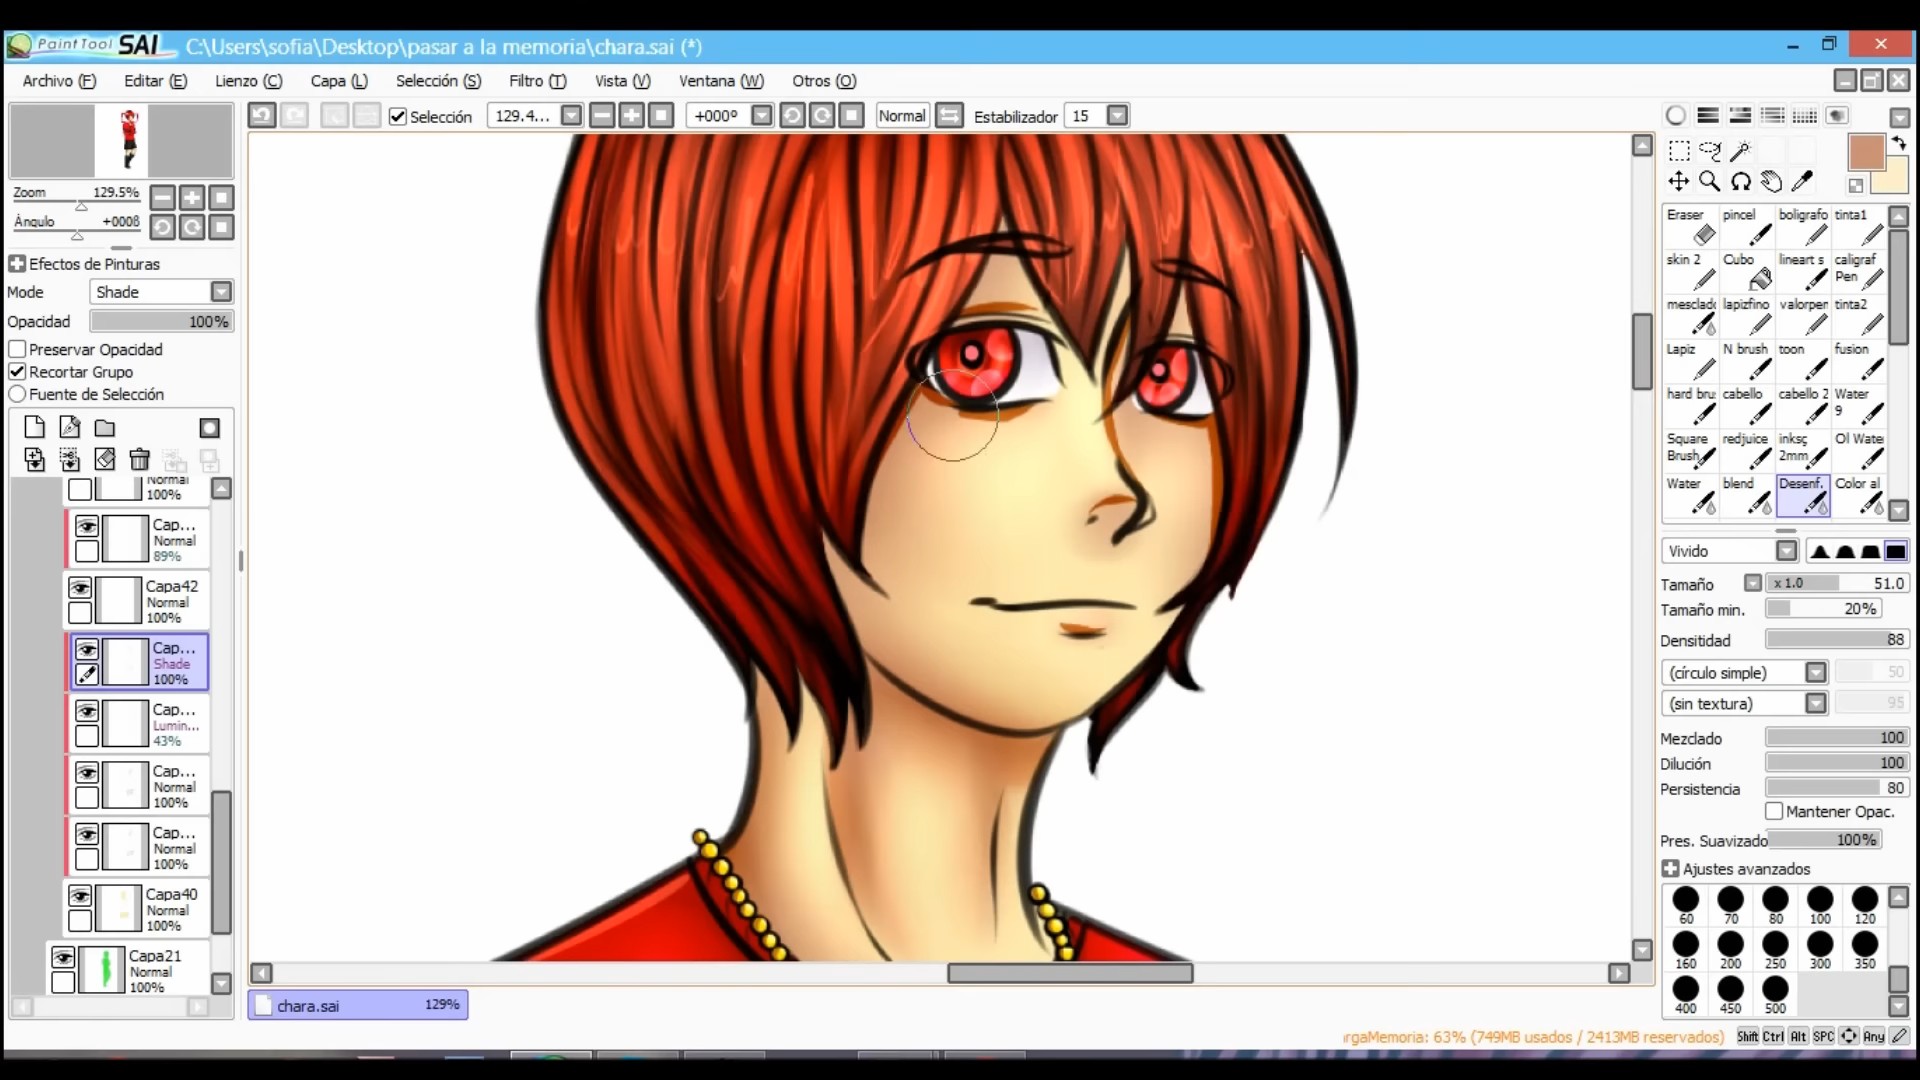 PaintTool SAI C:\Users\sofia\Desktop\pasar a la memoria\chara.sai (*)
Archivo (F) Editar (E) Lienzo (C) Capa (L) Selección (S) Filtro (T) Vista (V) Ventana (W) Otros (O)
Selección 129.4... +000º Normal Estabilizador 15
Zoom 129.5%
Ángulo +000ß
Efectos de Pinturas
Mode Shade
Opacidad 100%
Preservar Opacidad
Recortar Grupo
Fuente de Selección
Normal
100%
Cap...
Normal
89%
Capa42
Normal
100%
Cap...
Shade
100%
Cap...
Lumin...
43%
Cap...
Normal
100%
Cap...
Normal
100%
Capa40
Normal
100%
Capa21
Normal
100%
chara.sai 129%
Eraser pincel boligrafo tinta1
skin 2 Cubo lineart s caligraf
Pen
mesclado lapizfino valorper tinta2
Lapiz N brush toon fusion
hard bru cabello cabello 2 Water
9
Square redjuice inksç Ol Wate
Brush 2mm
Water blend Desenf. Color al
Vivido
Tamaño x 1.0 51.0
Tamaño min. 20%
Densitidad 88
(círculo simple) 50
(sin textura) 95
Mezclado 100
Dilución 100
Persistencia 80
Mantener Opac.
Pres. Suavizado 100%
Ajustes avanzados
60 70 80 100 120
160 200 250 300 350
400 450 500
rgaMemoria: 63% (749MB usados / 2413MB reservados) Shift Ctrl Alt SPC Any